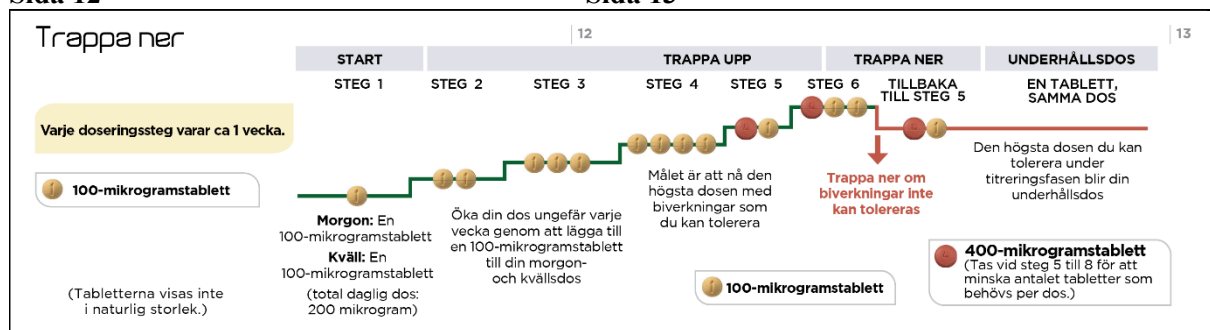 Sida 12
Sida 13
Trappa ner
12
13
START
TRAPPA UPP
TRAPPA NER
UNDERHÅLLSDOS
STEG 1
STEG 2
STEG 3
STEG 4
STEG 5
STEG 6
TILLBAKA
TILL STEG 5
EN TABLETT,
SAMMA DOS
Varje doseringssteg varar ca 1 vecka.
100-mikrogramstablett
Morgon: En
100-mikrogramstablett
Kväll: En
100-mikrogramstablett
(total daglig dos:
200 mikrogram)
Öka din dos ungefär varje
vecka genom att lägga till
en 100-mikrogramstablett
till din morgon-
och kvällsdos
Målet är att nå den
högsta dosen med
biverkningar som
du kan tolerera
Trappa ner om
biverkningar inte
kan tolereras
Den högsta dosen du kan
tolerera under
titreringsfasen blir din
underhållsdos
(Tabletterna visas inte
i naturlig storlek.)
100-mikrogramstablett
400-mikrogramstablett
(Tas vid steg 5 till 8 för att
minska antalet tabletter som
behövs per dos.)